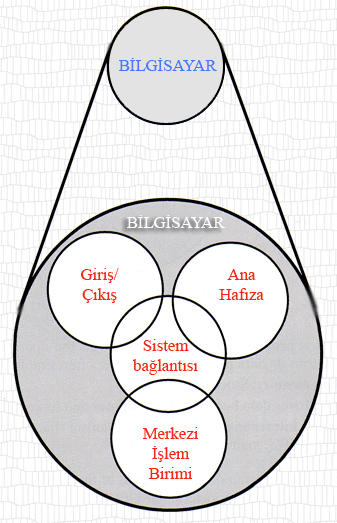 BİLGİSAYAR
BİLGİSAYAR
Giriş/
Çıkış
Ana
Hafıza
Sistem
bağlantısı
Merkezi
İşlem
Birimi